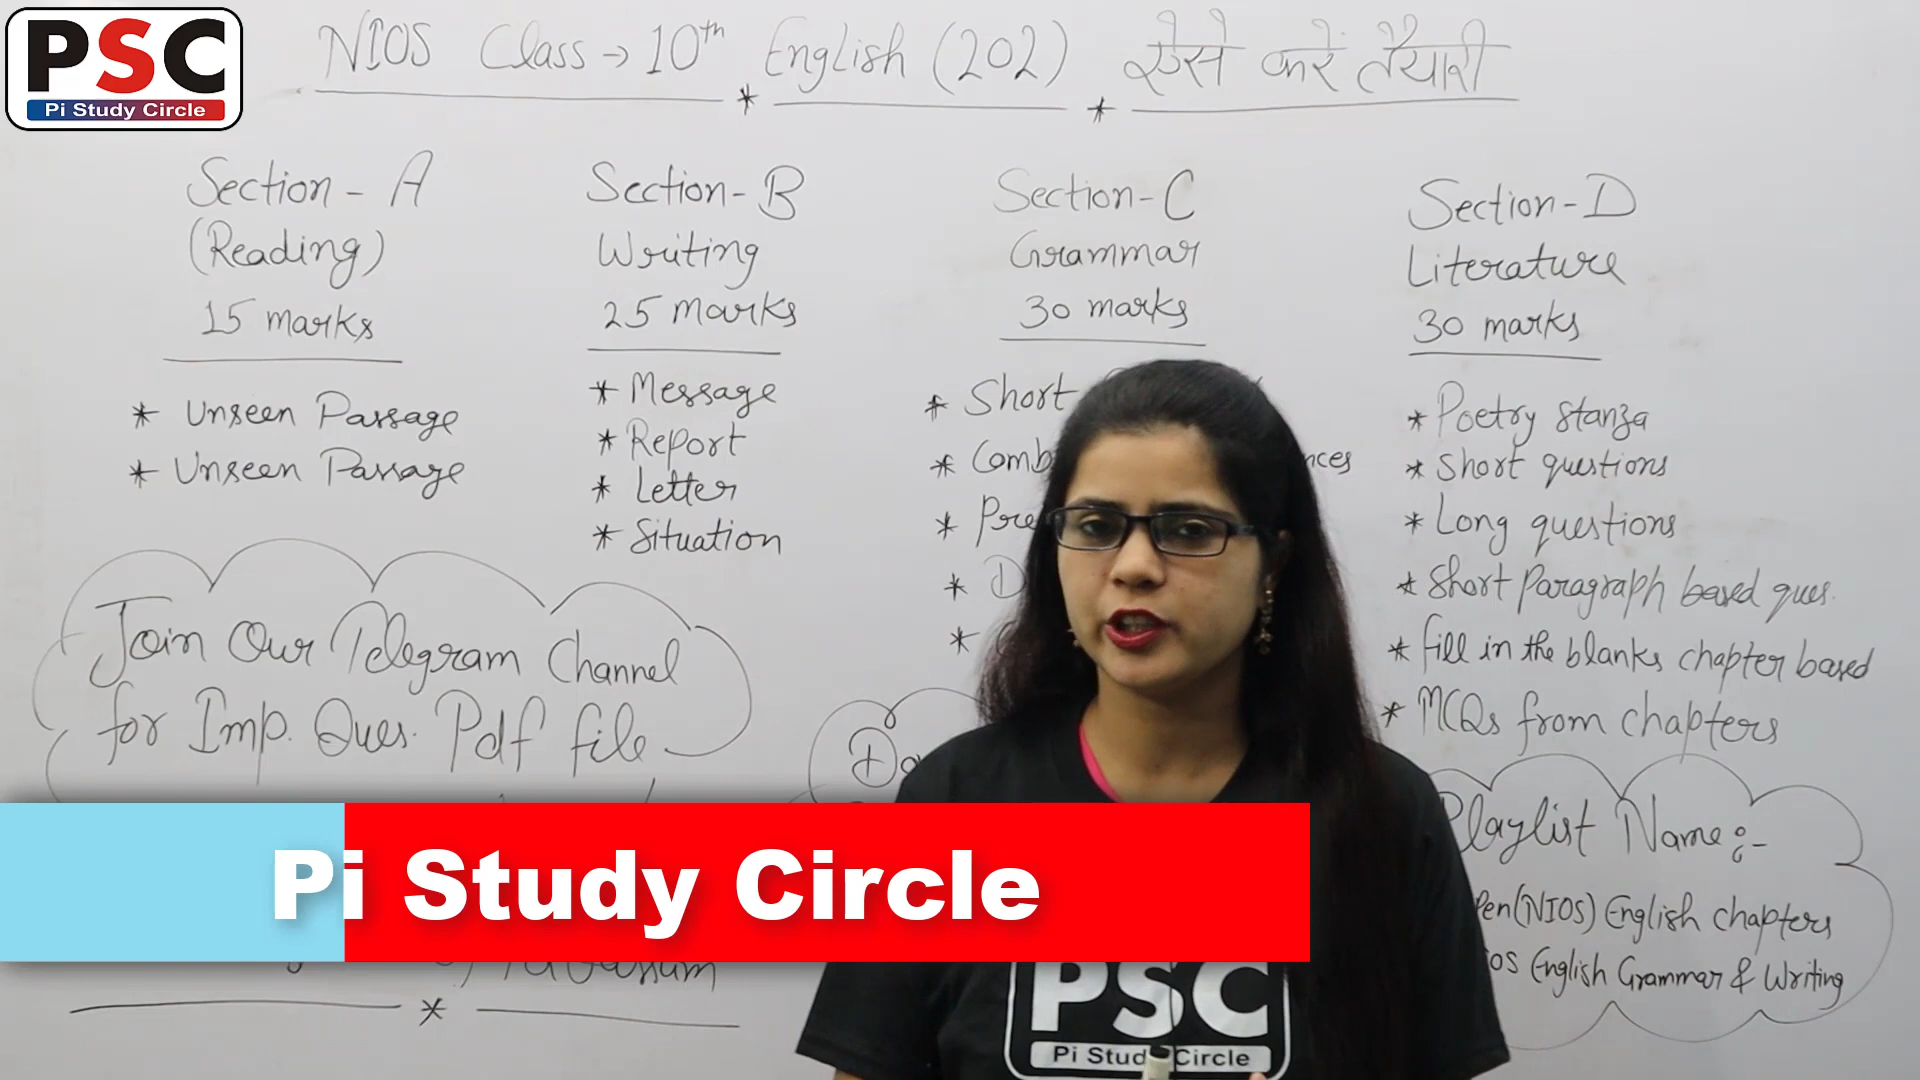 PSC
Pi Study Circle
NIOS Class → 10th English (202) ऐसे करें तैयारी
Section - A
(Reading)
15 marks
* Unseen Passage
* Unseen Passage
Section - B
Writing
25 marks
* Message
* Report
* Letter
* Situation
Section - C
Grammar
30 marks
* Short
*
*
*
*
Section - D
Literature
30 marks
* Poetry stanza
* Short questions
* Long questions
* Short Paragraph based ques.
* fill in the blanks chapter based
* MCQs from chapters
Join Our Telegram Channel
for Imp. Ques. Pdf file
Playlist Name :-
(NIOS) English chapters
English Grammar & Writing
Pi Study Circle
PSC
Pi Study Circle